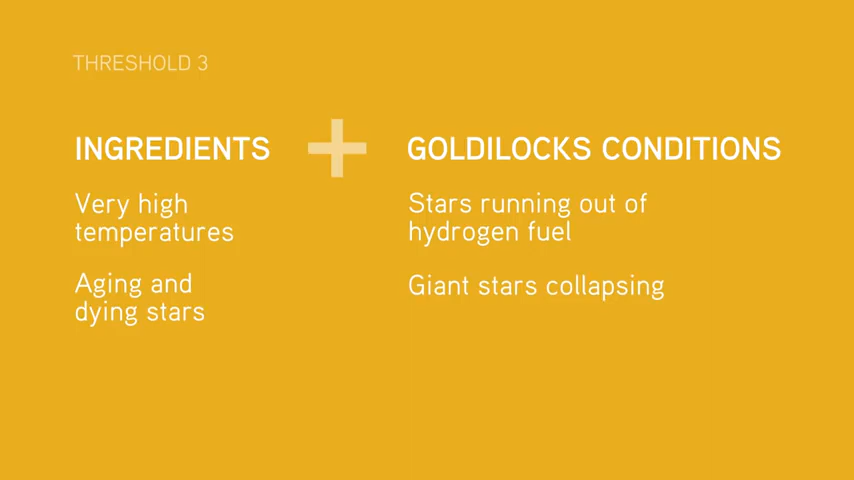 THRESHOLD 3
INGREDIENTS + GOLDILOCKS CONDITIONS
Very high
temperatures
Aging and
dying stars
Stars running out of
hydrogen fuel
Giant stars collapsing